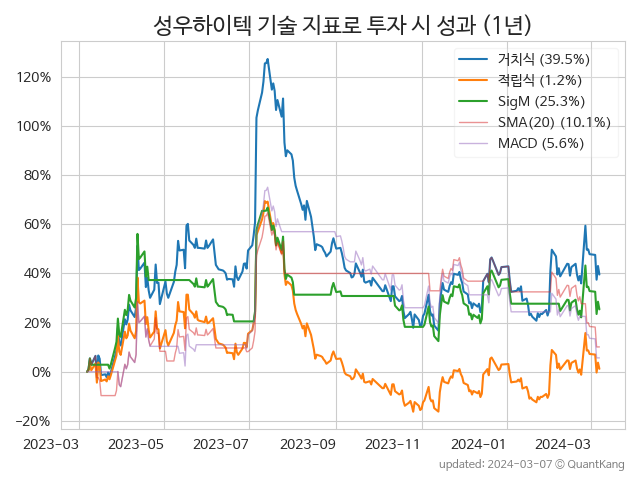 성우하이텍 기술 지표로 투자 시 성과 (1년)
거치식 (39.5%)
적립식 (1.2%)
SigM (25.3%)
SMA(20) (10.1%)
MACD (5.6%)
120%
100%
80%
60%
40%
20%
0%
−20%
2023-03
2023-05
2023-07
2023-09
2023-11
2024-01
2024-03
updated: 2024-03-07 © QuantKang